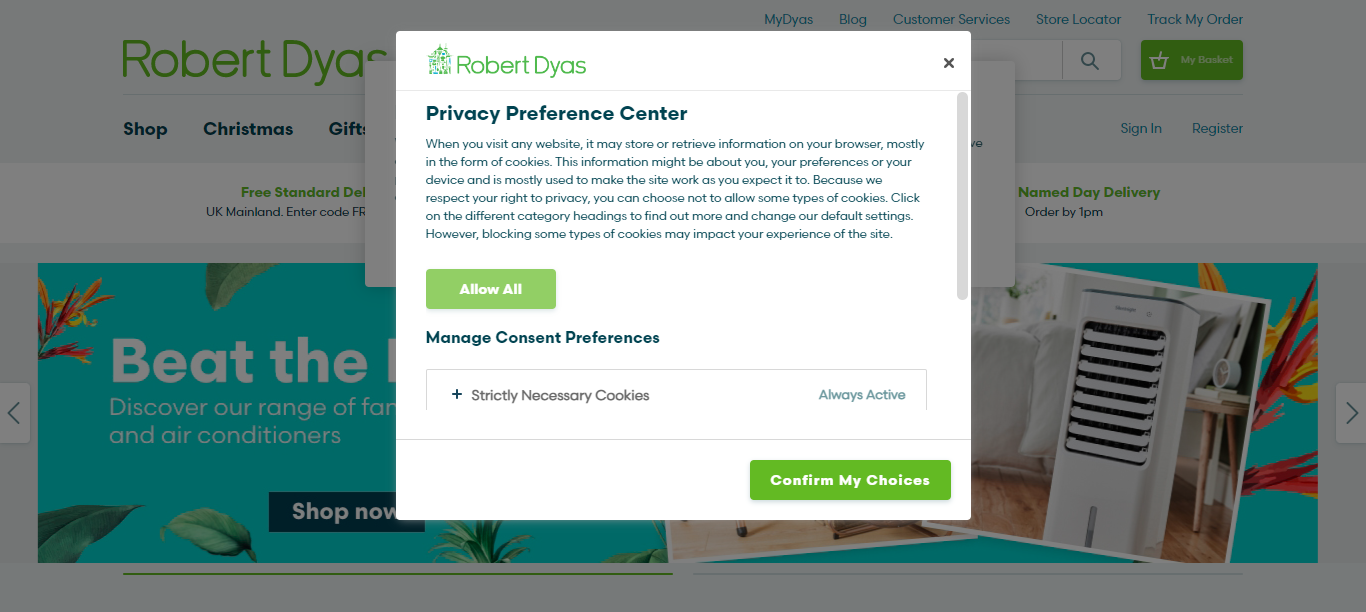 MyDyas Blog Customer Services Store Locator Track My Order
Robert Dyas
Robert Dyas
My Basket
Shop Christmas Gifts
Sign In Register
Privacy Preference Center
When you visit any website, it may store or retrieve information on your browser, mostly
in the form of cookies. This information might be about you, your preferences or your
device and is mostly used to make the site work as you expect it to. Because we
respect your right to privacy, you can choose not to allow some types of cookies. Click
on the different category headings to find out more and change our default settings.
However, blocking some types of cookies may impact your experience of the site.
Free Standard Del
UK Mainland. Enter code FR
Named Day Delivery
Order by 1pm
Allow All
Manage Consent Preferences
+ Strictly Necessary Cookies Always Active
Confirm My Choices
Beat the
Discover our range of fan
and air conditioners
Shop now